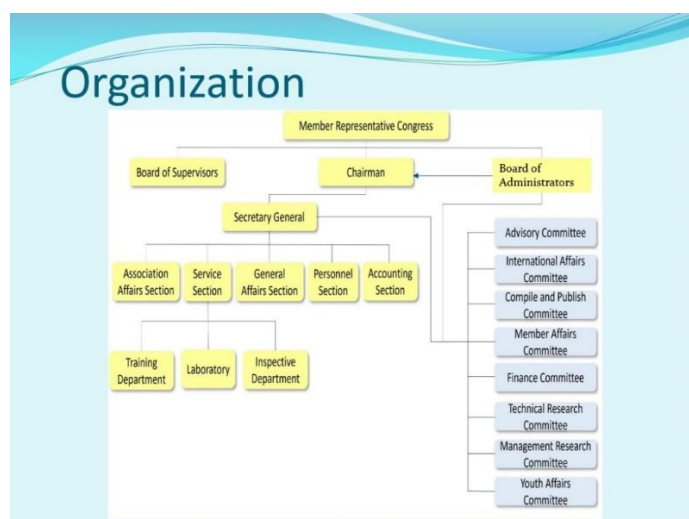 Organization
Member Representative Congress
Board of Supervisors
Chairman
Board of
Administrators
Secretary General
Advisory Committee
International Affairs
Committee
Association
Affairs Section
Service
Section
General
Affairs Section
Personnel
Section
Accounting
Section
Compile and Publish
Committee
Member Affairs
Committee
Training
Department
Laboratory
Inspective
Department
Finance Committee
Technical Research
Committee
Management Research
Committee
Youth Affairs
Committee